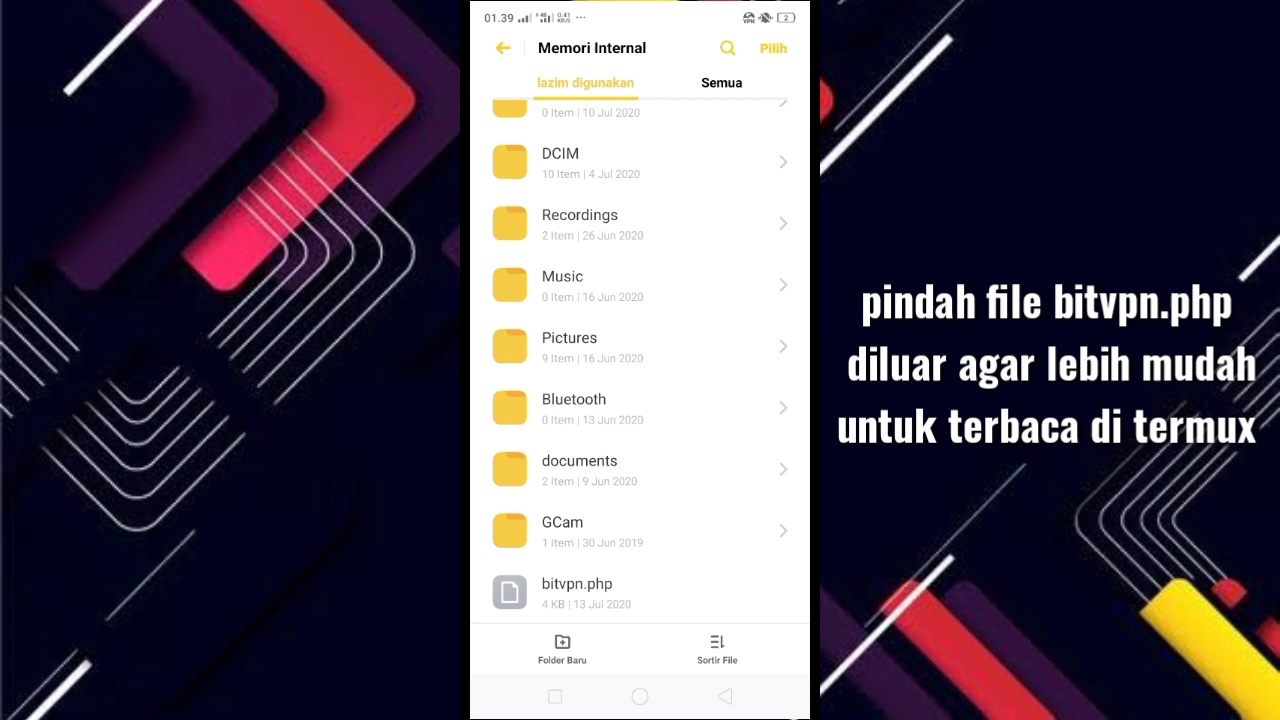 01.39
VPN
2
Memori Internal
Pilih
lazim digunakan
Semua
0 Item | 10 Jul 2020
DCIM
10 Item | 4 Jul 2020
Recordings
2 Item | 26 Jun 2020
Music
0 Item | 16 Jun 2020
Pictures
9 Item | 16 Jun 2020
Bluetooth
0 Item | 13 Jun 2020
documents
2 Item | 9 Jun 2020
GCam
1 Item | 30 Jun 2019
bitvpn.php
4 KB | 13 Jul 2020
Folder Baru
Sortir File
pindah file bitvpn.php
diluar agar lebih mudah
untuk terbaca di termux